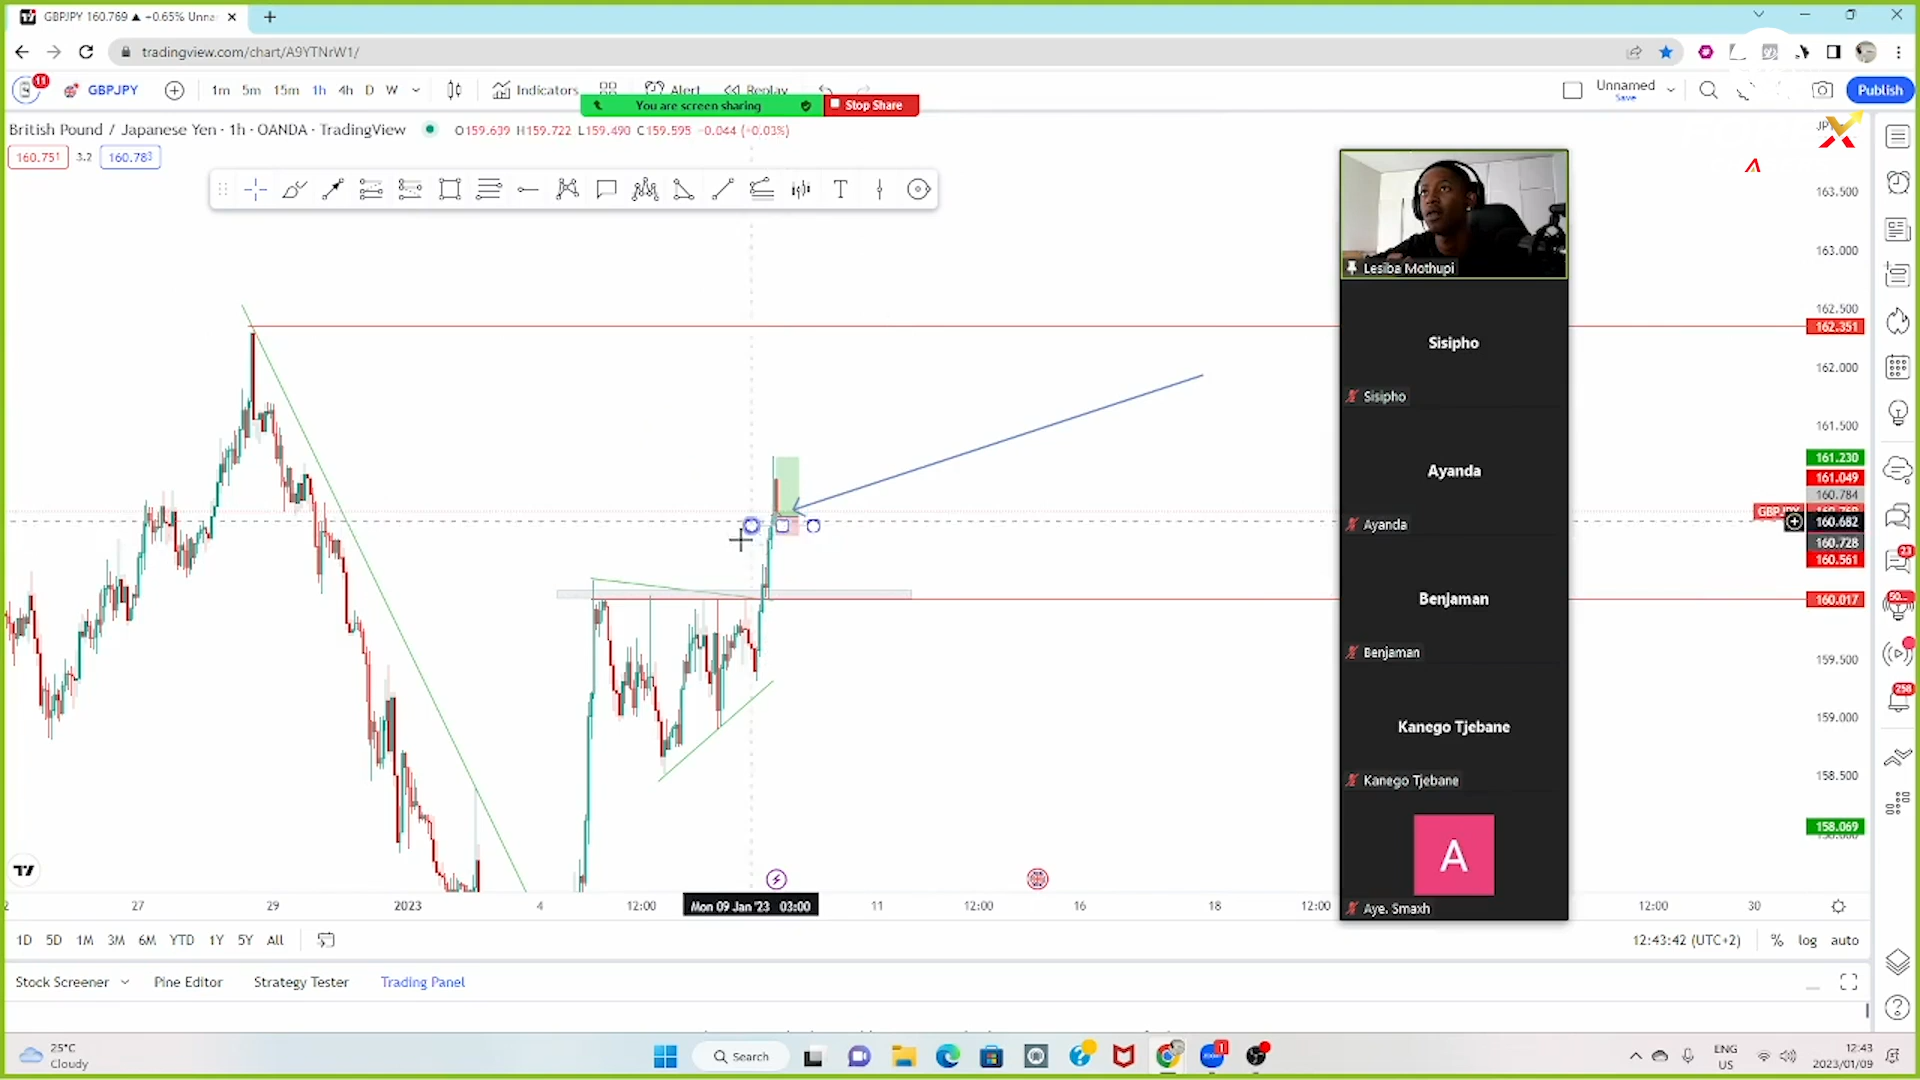 GBPJPY 160.769 ▲ +0.65% Unna
tradingview.com/chart/A9YTNrW1/
11
GBPJPY
1m 5m 15m 1h 4h D W
Indicators
Alert
Replay
Unnamed
Save
Publish
You are screen sharing
Stop Share
British Pound / Japanese Yen · 1h · OANDA · TradingView
O159.639 H159.722 L159.490 C159.595 −0.044 (−0.03%)
160.751
3.2
160.783
JPY
163.500
163.000
162.500
162.351
162.000
161.500
161.230
161.049
160.784
GBPJPY
160.682
160.728
160.561
160.017
159.500
159.000
158.500
158.069
Lesiba Mothupi
Sisipho
Sisipho
Ayanda
Ayanda
Benjaman
Benjaman
Kanego Tjebane
Kanego Tjebane
A
Aye. Smaxh
23
258
27
29
2023
4
12:00
Mon 09 Jan '23 03:00
11
12:00
16
18
12:00
12:00
30
1D 5D 1M 3M 6M YTD 1Y 5Y All
12:43:42 (UTC+2)
% log auto
Stock Screener
Pine Editor
Strategy Tester
Trading Panel
25°C
Cloudy
Search
1
ENG
US
12:43
2023/01/09